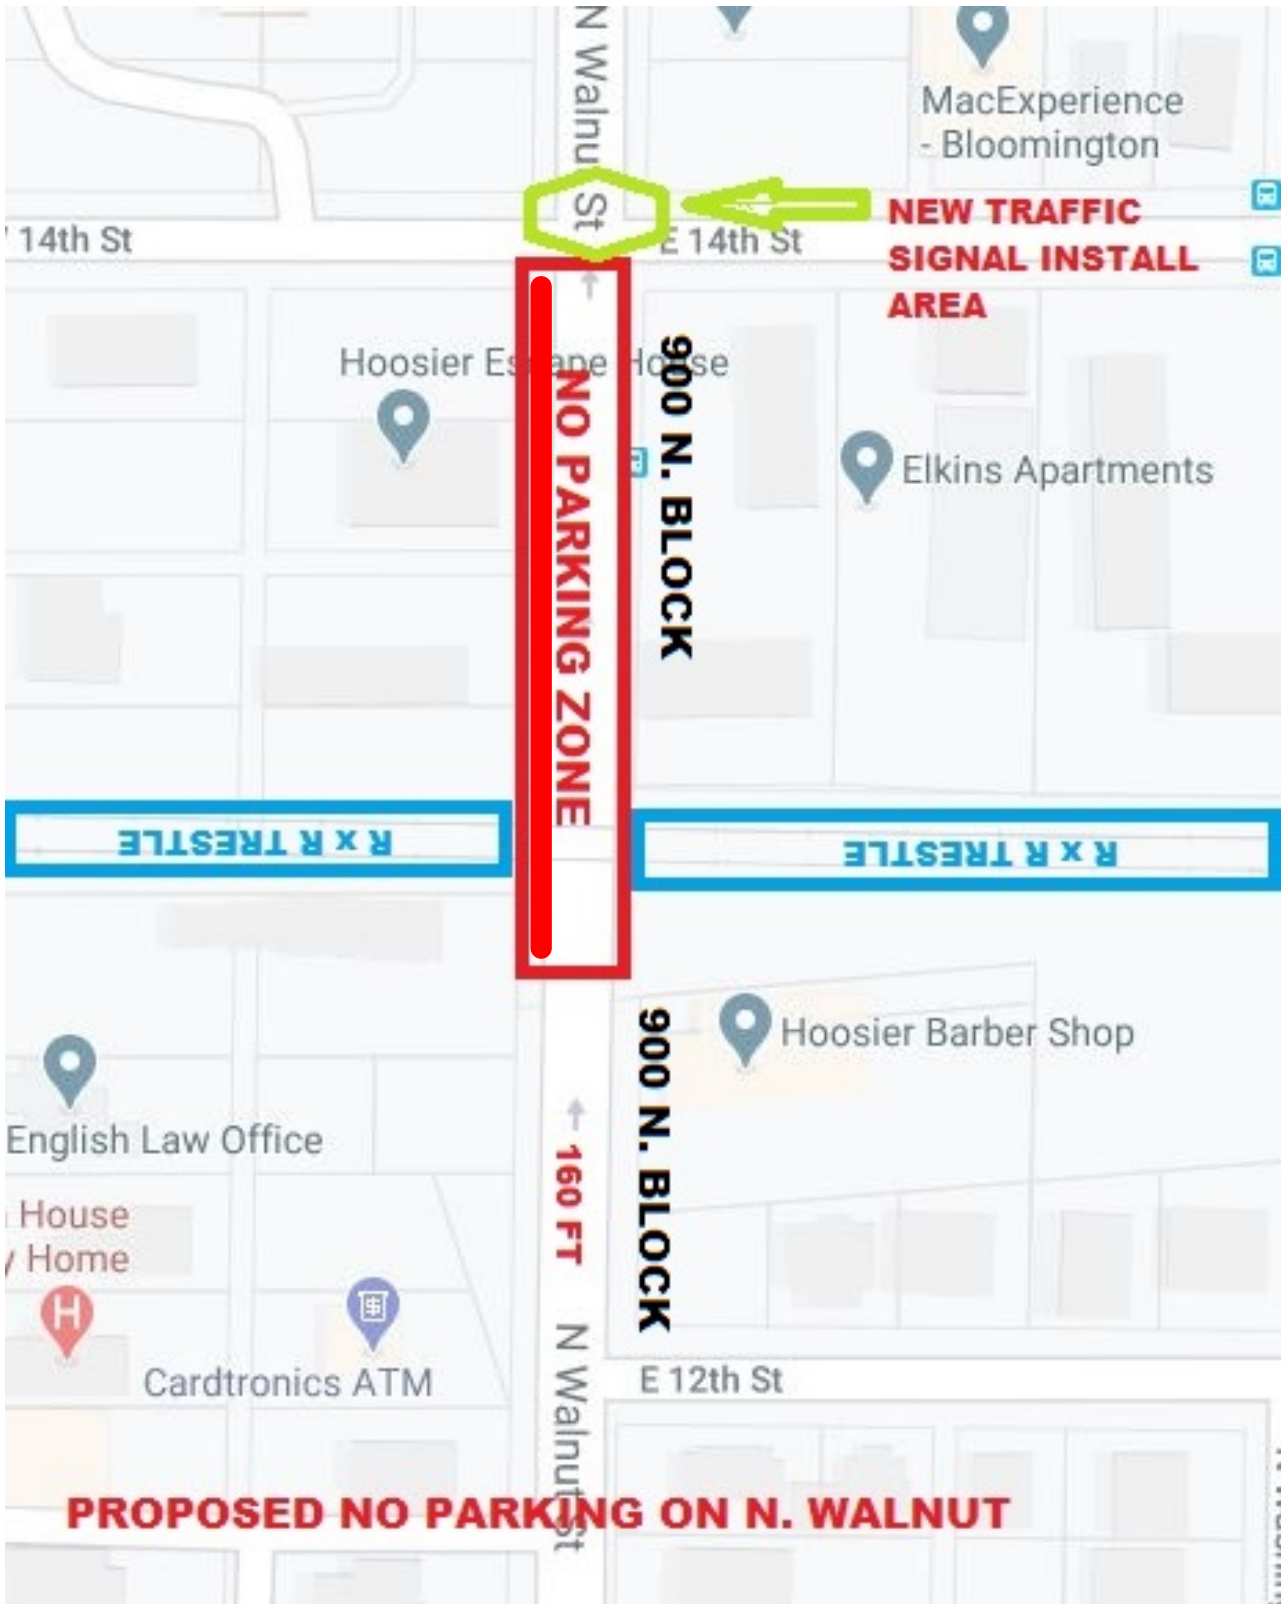 N Walnut St
MacExperience
- Bloomington
14th St
E 14th St
NEW TRAFFIC
SIGNAL INSTALL
AREA
Hoosier Escape House
NO PARKING ZONE
900 N. BLOCK
Elkins Apartments
R x R TRESTLE
R x R TRESTLE
Hoosier Barber Shop
900 N. BLOCK
English Law Office
160 FT
House
y Home
H
$
Cardtronics ATM
N Walnut St
E 12th St
PROPOSED NO PARKING ON N. WALNUT